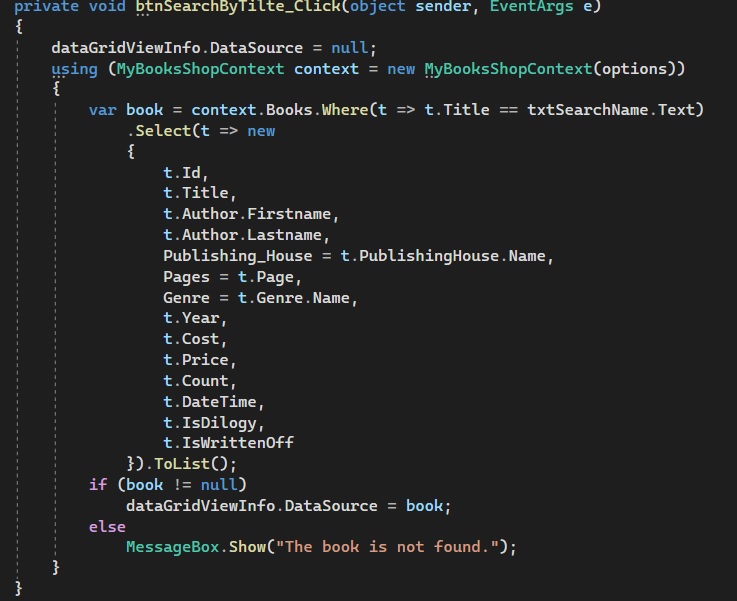 private void btnSearchByTilte_Click(object sender, EventArgs e)
{
    dataGridViewInfo.DataSource = null;
    using (MyBooksShopContext context = new MyBooksShopContext(options))
    {
        var book = context.Books.Where(t => t.Title == txtSearchName.Text)
            .Select(t => new
            {
                t.Id,
                t.Title,
                t.Author.Firstname,
                t.Author.Lastname,
                Publishing_House = t.PublishingHouse.Name,
                Pages = t.Page,
                Genre = t.Genre.Name,
                t.Year,
                t.Cost,
                t.Price,
                t.Count,
                t.DateTime,
                t.IsDilogy,
                t.IsWrittenOff
            }).ToList();
        if (book != null)
            dataGridViewInfo.DataSource = book;
        else
            MessageBox.Show("The book is not found.");
    }
}